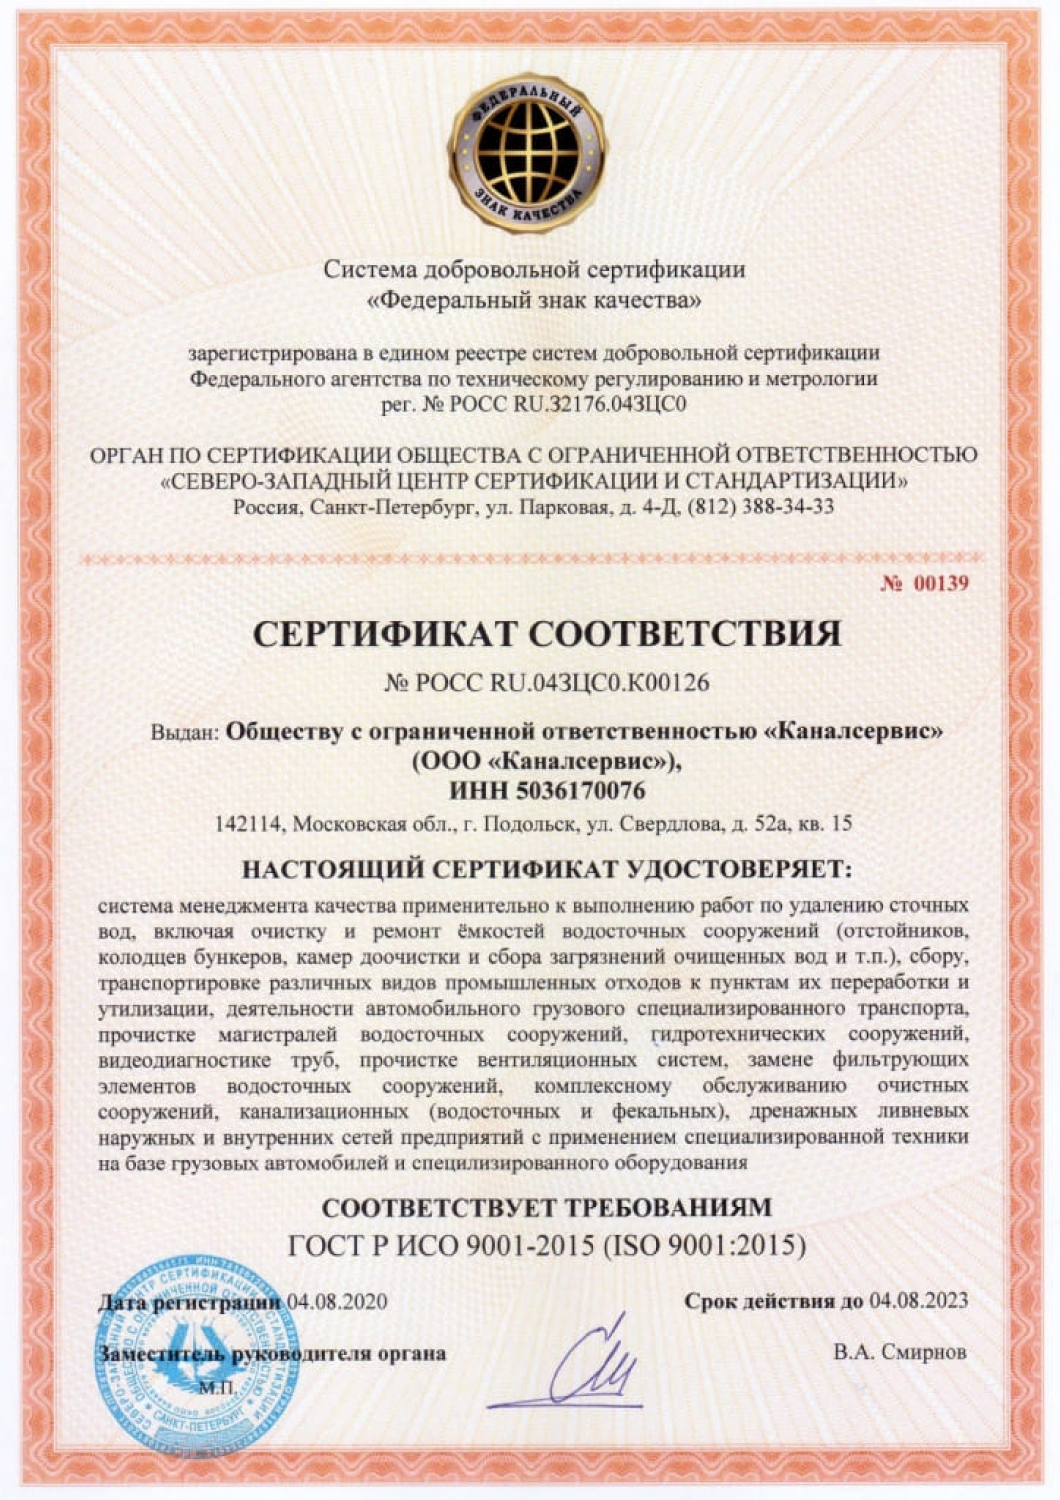 ФЕДЕРАЛЬНЫЙ
ЗНАК КАЧЕСТВА
Система добровольной сертификации
«Федеральный знак качества»
зарегистрирована в едином реестре систем добровольной сертификации
Федерального агентства по техническому регулированию и метрологии
рег. № РОСС RU.32176.04ЗЦС0
ОРГАН ПО СЕРТИФИКАЦИИ ОБЩЕСТВА С ОГРАНИЧЕННОЙ ОТВЕТСТВЕННОСТЬЮ
«СЕВЕРО-ЗАПАДНЫЙ ЦЕНТР СЕРТИФИКАЦИИ И СТАНДАРТИЗАЦИИ»
Россия, Санкт-Петербург, ул. Парковая, д. 4-Д, (812) 388-34-33
№ 00139
СЕРТИФИКАТ СООТВЕТСТВИЯ
№ РОСС RU.04ЗЦС0.К00126
Выдан: Обществу с ограниченной ответственностью «Каналсервис»
(ООО «Каналсервис»),
ИНН 5036170076
142114, Московская обл., г. Подольск, ул. Свердлова, д. 52а, кв. 15
НАСТОЯЩИЙ СЕРТИФИКАТ УДОСТОВЕРЯЕТ:
система менеджмента качества применительно к выполнению работ по удалению сточных
вод, включая очистку и ремонт ёмкостей водосточных сооружений (отстойников,
колодцев бункеров, камер доочистки и сбора загрязнений очищенных вод и т.п.), сбору,
транспортировке различных видов промышленных отходов к пунктам их переработки и
утилизации, деятельности автомобильного грузового специализированного транспорта,
прочистке магистралей водосточных сооружений, гидротехнических сооружений,
видеодиагностике труб, прочистке вентиляционных систем, замене фильтрующих
элементов водосточных сооружений, комплексному обслуживанию очистных
сооружений, канализационных (водосточных и фекальных), дренажных ливневых
наружных и внутренних сетей предприятий с применением специализированной техники
на базе грузовых автомобилей и специлизированного оборудования
СООТВЕТСТВУЕТ ТРЕБОВАНИЯМ
ГОСТ Р ИСО 9001-2015 (ISO 9001:2015)
Дата регистрации 04.08.2020
Срок действия до 04.08.2023
Заместитель руководителя органа
В.А. Смирнов
М.П.
СЕВЕРО-ЗАПАДНЫЙ ЦЕНТР СЕРТИФИКАЦИИ И СТАНДАРТИЗАЦИИ
ОБЩЕСТВО С ОГРАНИЧЕННОЙ ОТВЕТСТВЕННОСТЬЮ
САНКТ-ПЕТЕРБУРГ